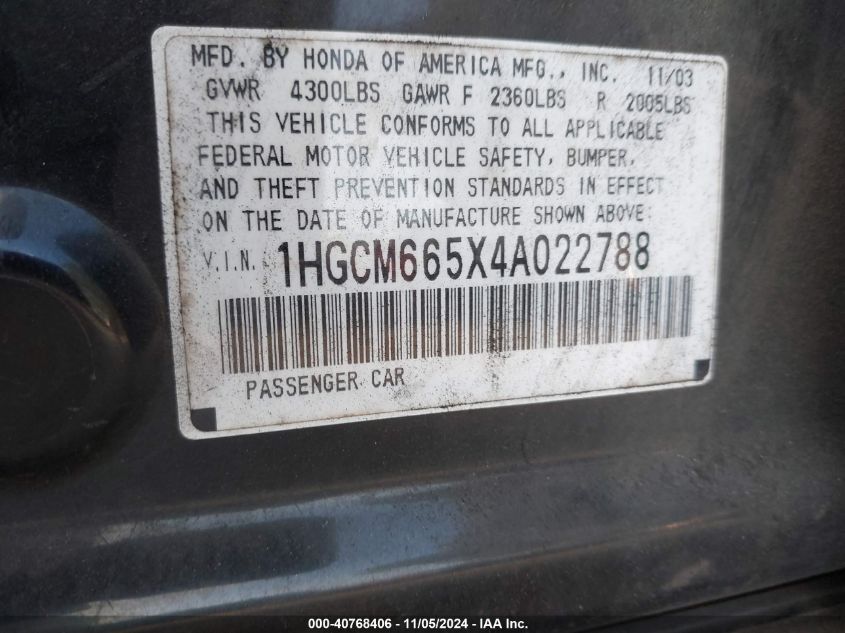 MFD. BY HONDA OF AMERICA MFG., INC. 11/03
GVWR 4300LBS GAWR F 2360LBS R 2005LBS
THIS VEHICLE CONFORMS TO ALL APPLICABLE
FEDERAL MOTOR VEHICLE SAFETY, BUMPER,
AND THEFT PREVENTION STANDARDS IN EFFECT
ON THE DATE OF MANUFACTURE SHOWN ABOVE:
V.I.N. 1HGCM665X4A022788
PASSENGER CAR
000-40768406 - 11/05/2024 - IAA Inc.